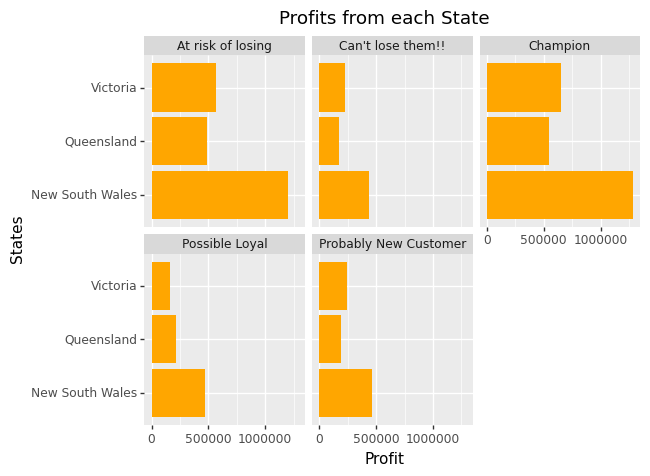 Profits from each State
At risk of losing
Can't lose them!!
Champion
Victoria
Queensland
New South Wales
0 500000 1000000
Possible Loyal
Probably New Customer
Victoria
Queensland
New South Wales
0 500000 1000000
0 500000 1000000
States
Profit